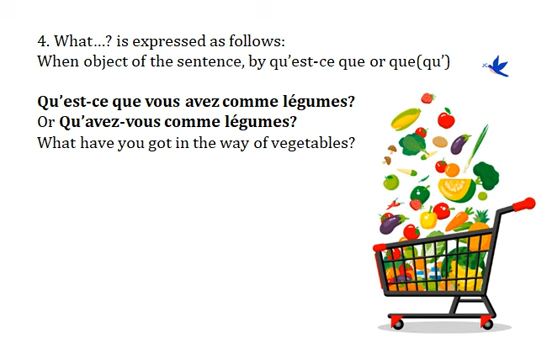 4. What...? is expressed as follows:
When object of the sentence, by qu’est-ce que or que(qu’)
Qu’est-ce que vous avez comme légumes?
Or Qu’avez-vous comme légumes?
What have you got in the way of vegetables?